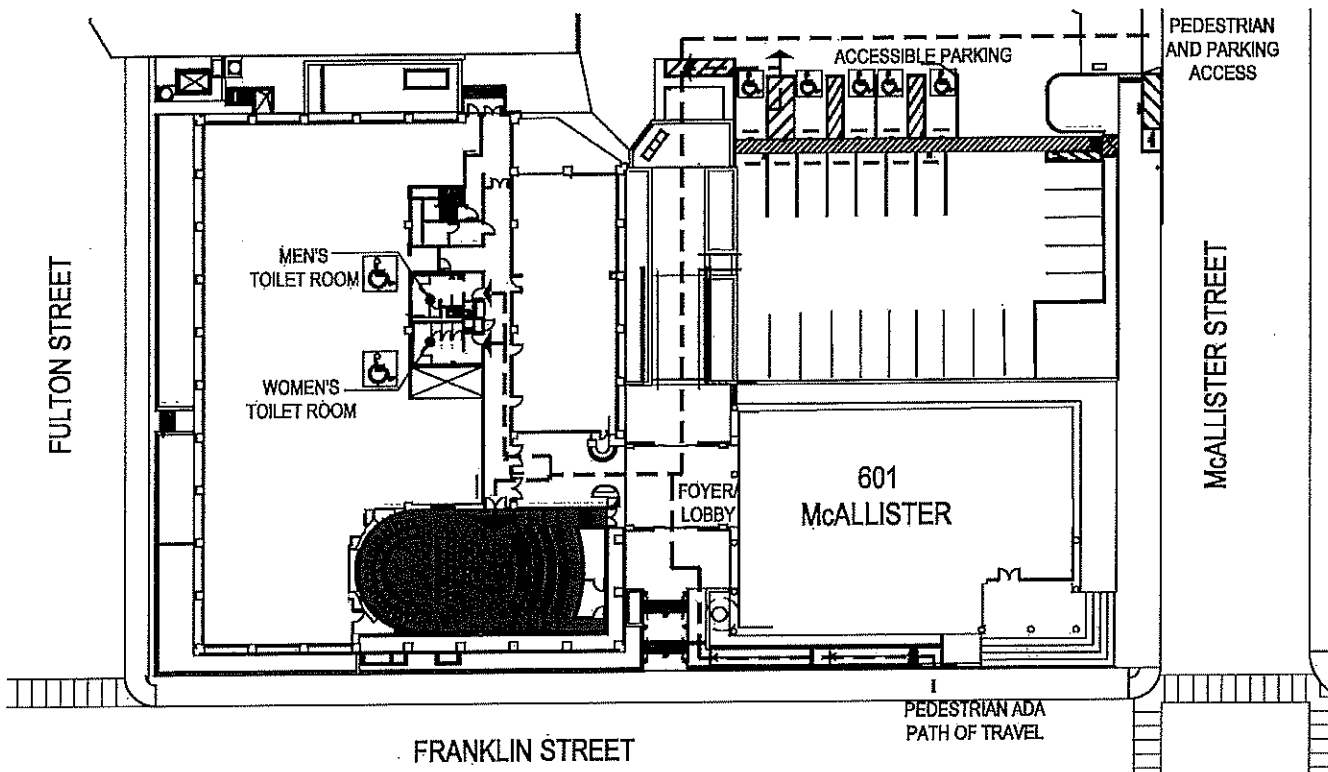 PEDESTRIAN
AND PARKING
ACCESS
ACCESSIBLE PARKING
MEN'S
TOILET ROOM
WOMEN'S
TOILET ROOM
FULTON STREET
McALLISTER STREET
FOYER/
LOBBY
601
McALLISTER
PEDESTRIAN ADA
PATH OF TRAVEL
FRANKLIN STREET